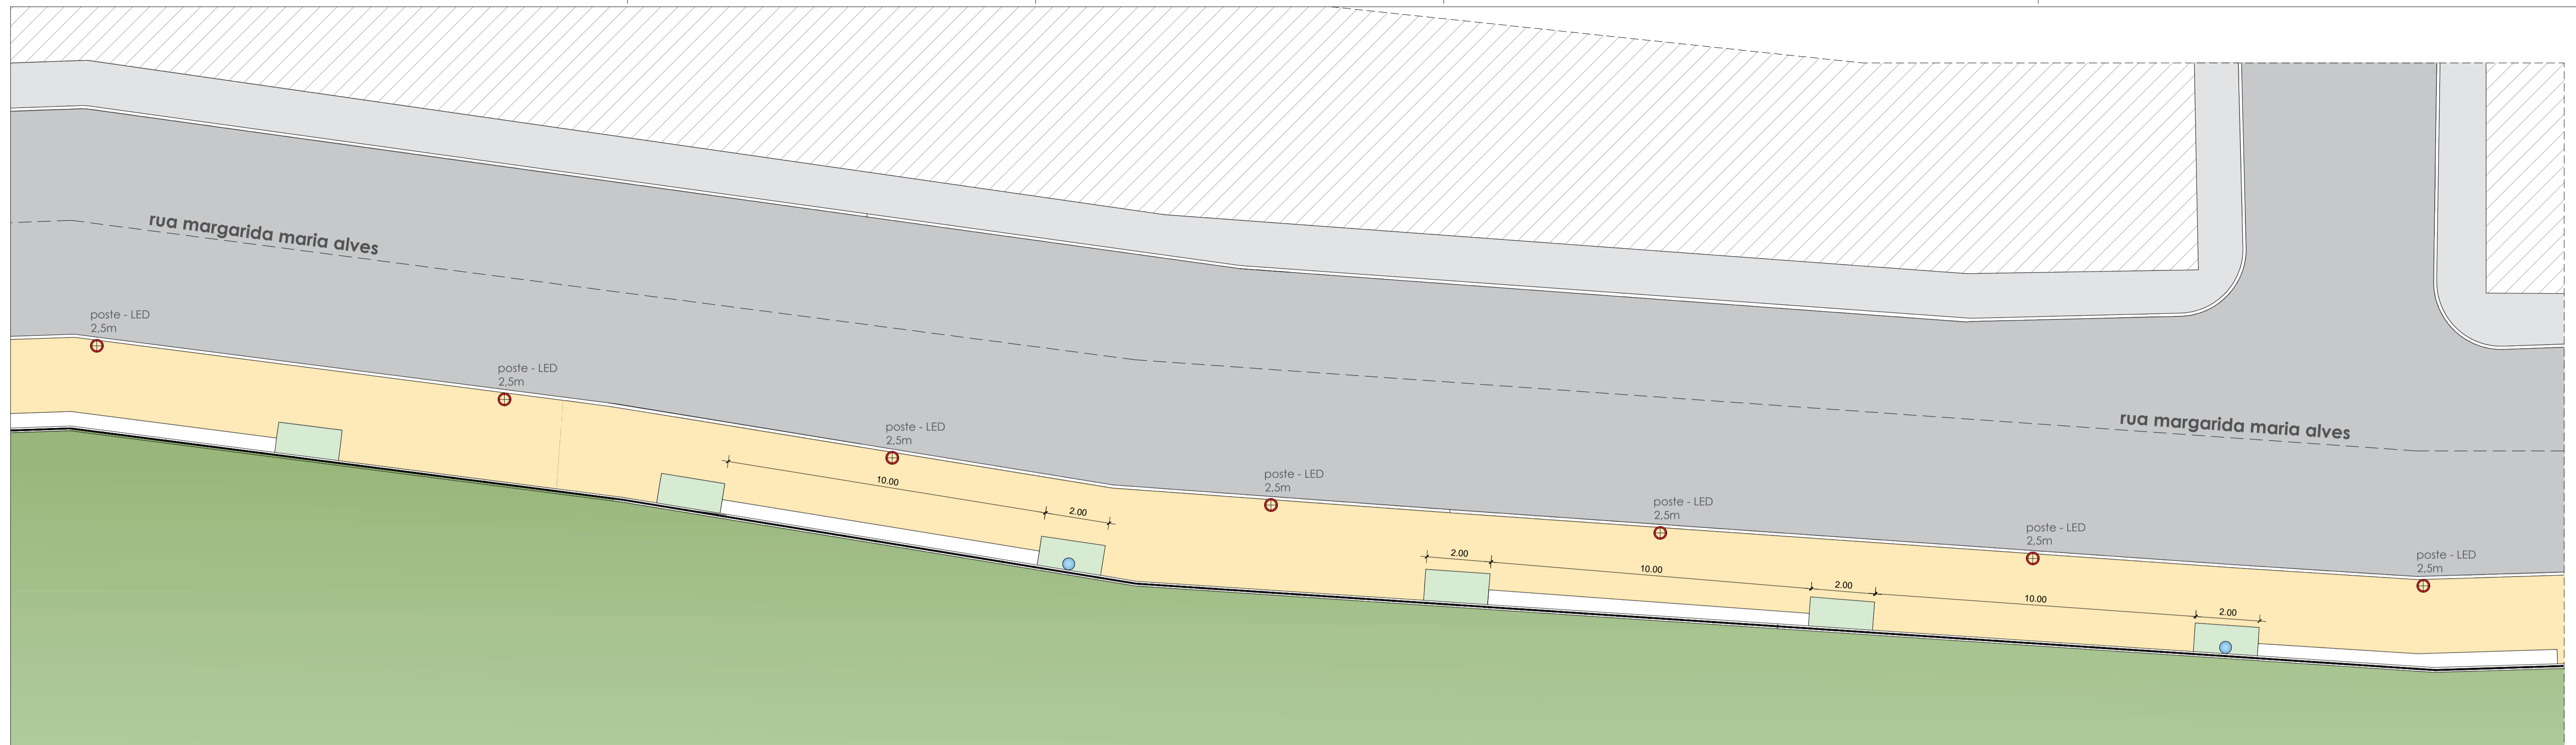 rua margarida maria alves
poste - LED
2,5m
poste - LED
2,5m
poste - LED
2,5m
10.00
2.00
poste - LED
2,5m
poste - LED
2,5m
rua margarida maria alves
poste - LED
2,5m
poste - LED
2,5m
2.00
10.00
2.00
10.00
2.00